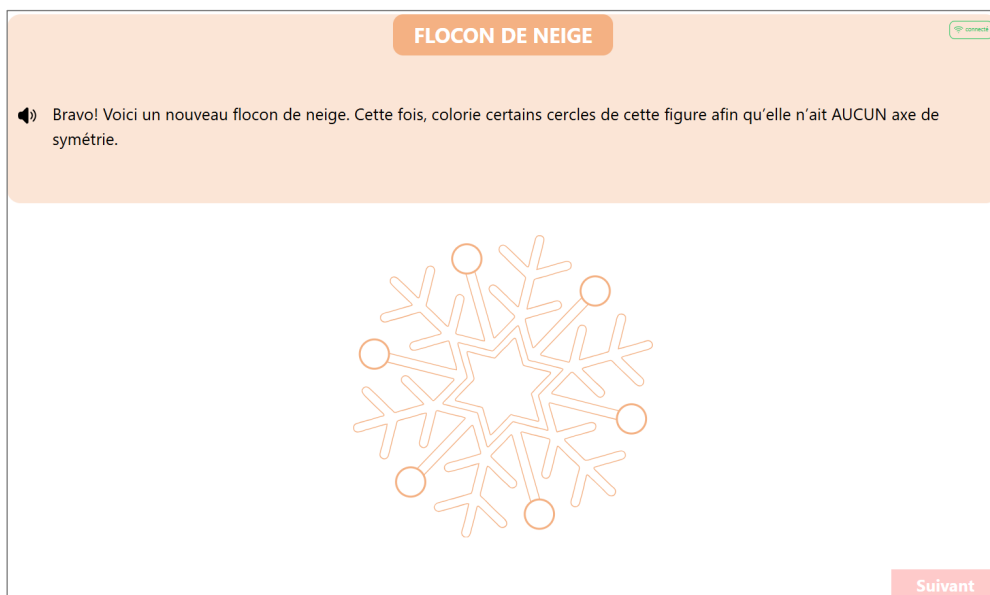 FLOCON DE NEIGE
connecté
Bravo! Voici un nouveau flocon de neige. Cette fois, colorie certains cercles de cette figure afin qu’elle n’ait AUCUN axe de
symétrie.
Suivant